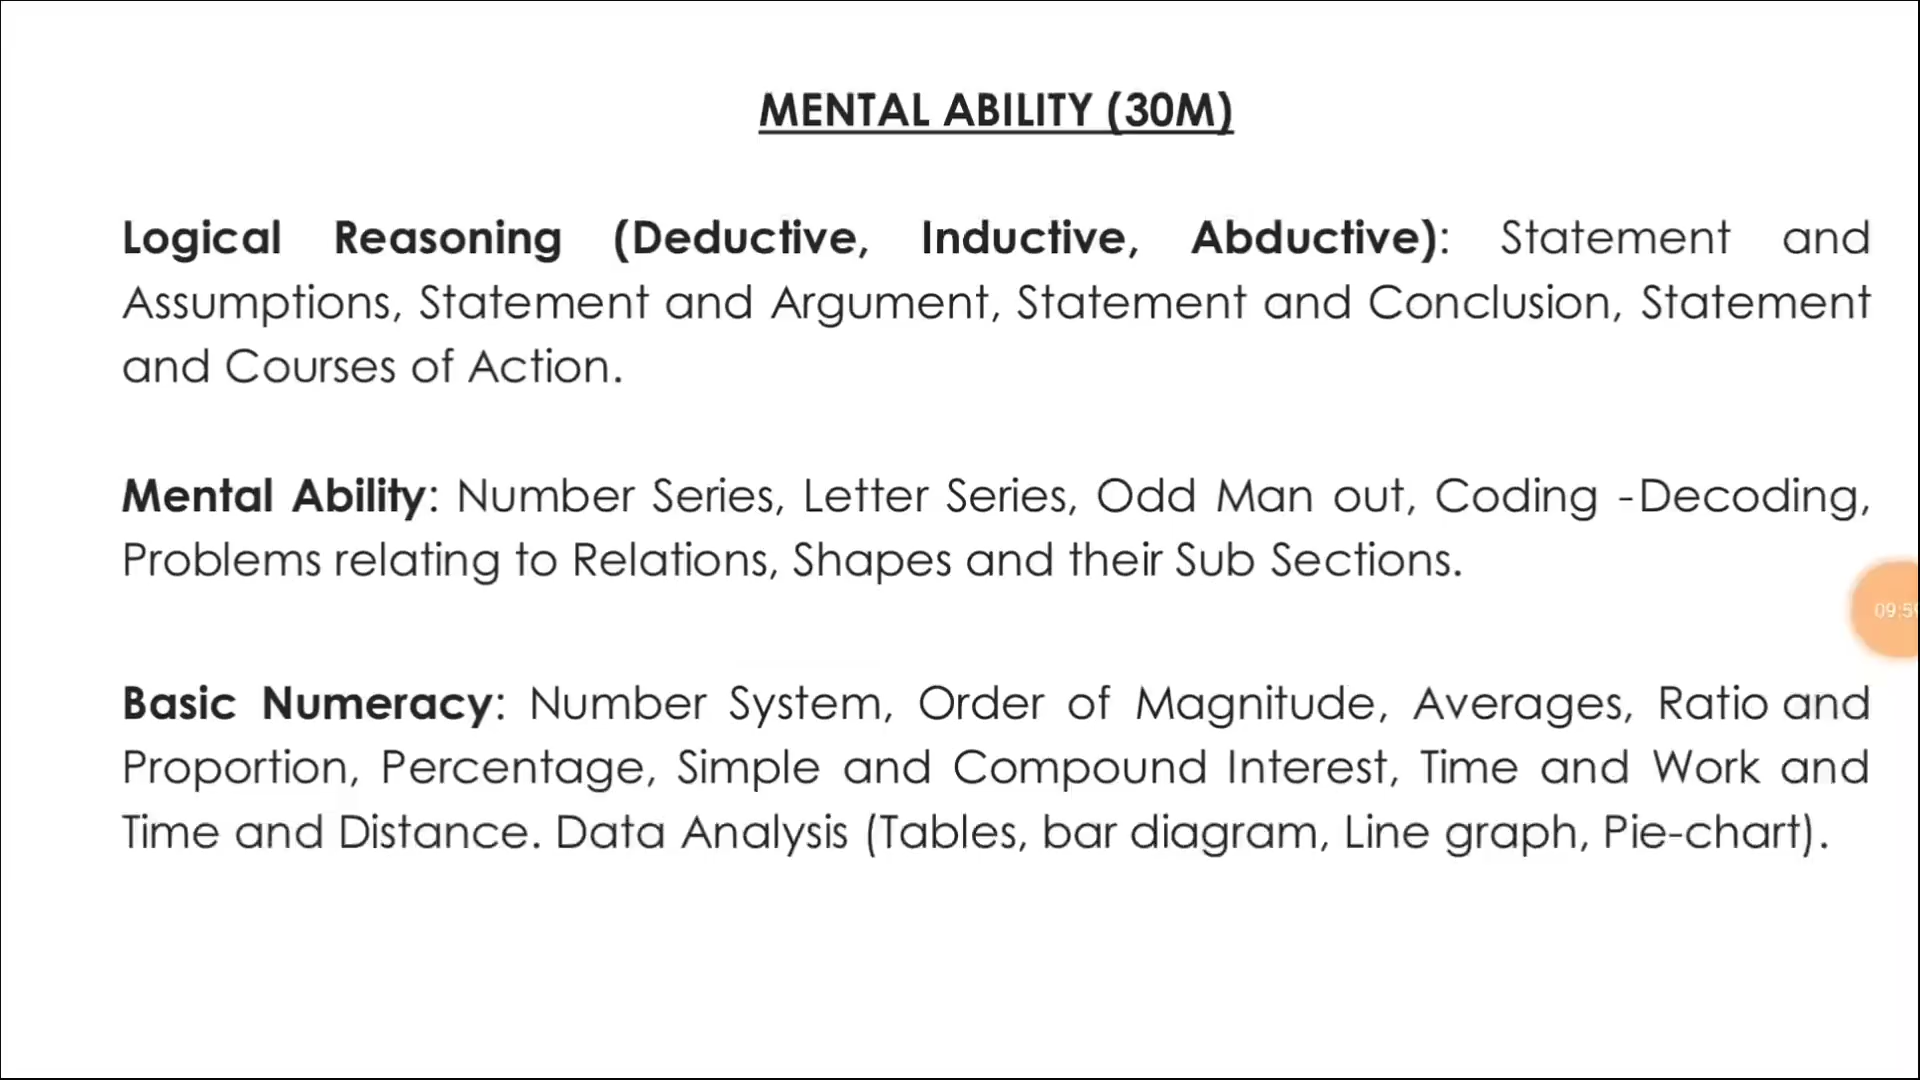 MENTAL ABILITY (30M)
Logical Reasoning (Deductive, Inductive, Abductive): Statement and
Assumptions, Statement and Argument, Statement and Conclusion, Statement
and Courses of Action.
Mental Ability: Number Series, Letter Series, Odd Man out, Coding -Decoding,
Problems relating to Relations, Shapes and their Sub Sections.
Basic Numeracy: Number System, Order of Magnitude, Averages, Ratio and
Proportion, Percentage, Simple and Compound Interest, Time and Work and
Time and Distance. Data Analysis (Tables, bar diagram, Line graph, Pie-chart).